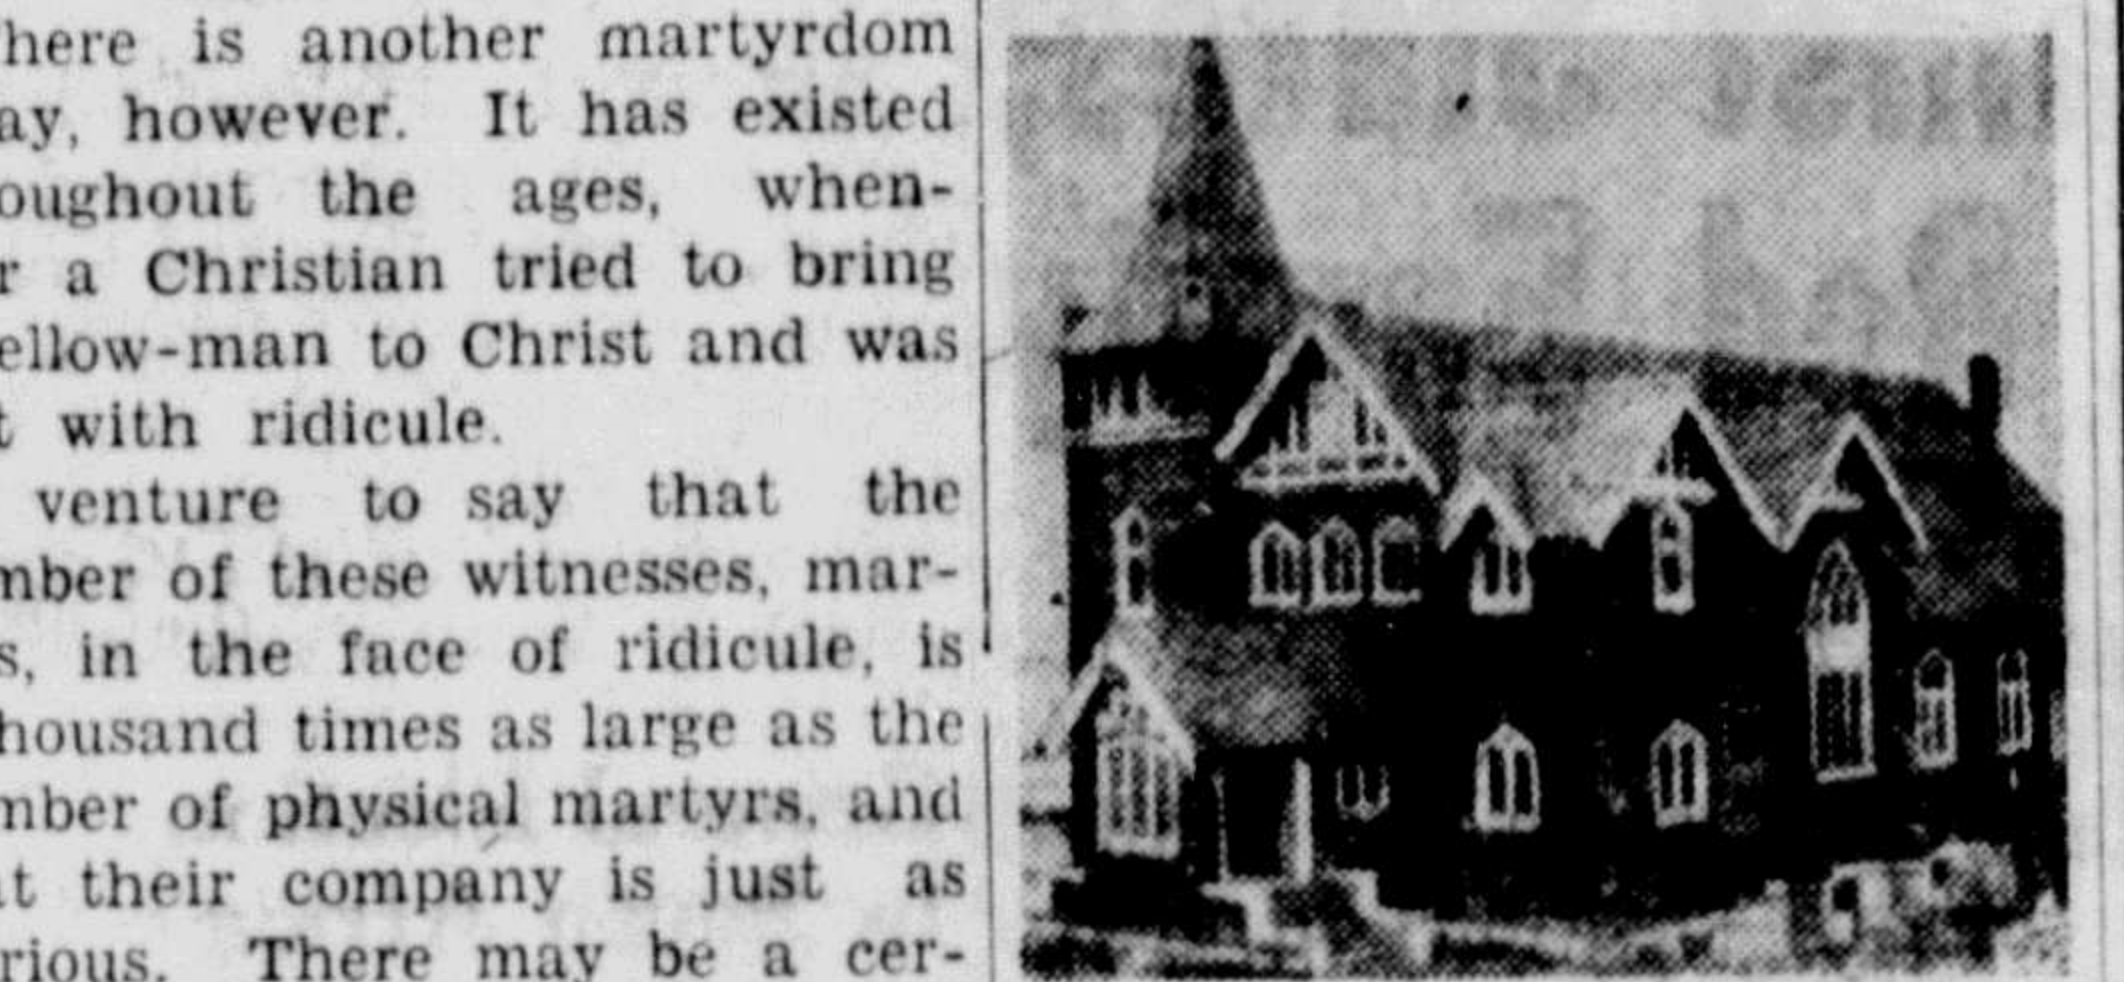 here is another martyrdom
ay, however. It has existed
oughout the ages, when-
r a Christian tried to bring
ellow-man to Christ and was
t with ridicule.
venture to say that the
mber of these witnesses, mar-
s, in the face of ridicule, is
housand times as large as the
mber of physical martyrs, and
t their company is just as
rious. There may be a cer-